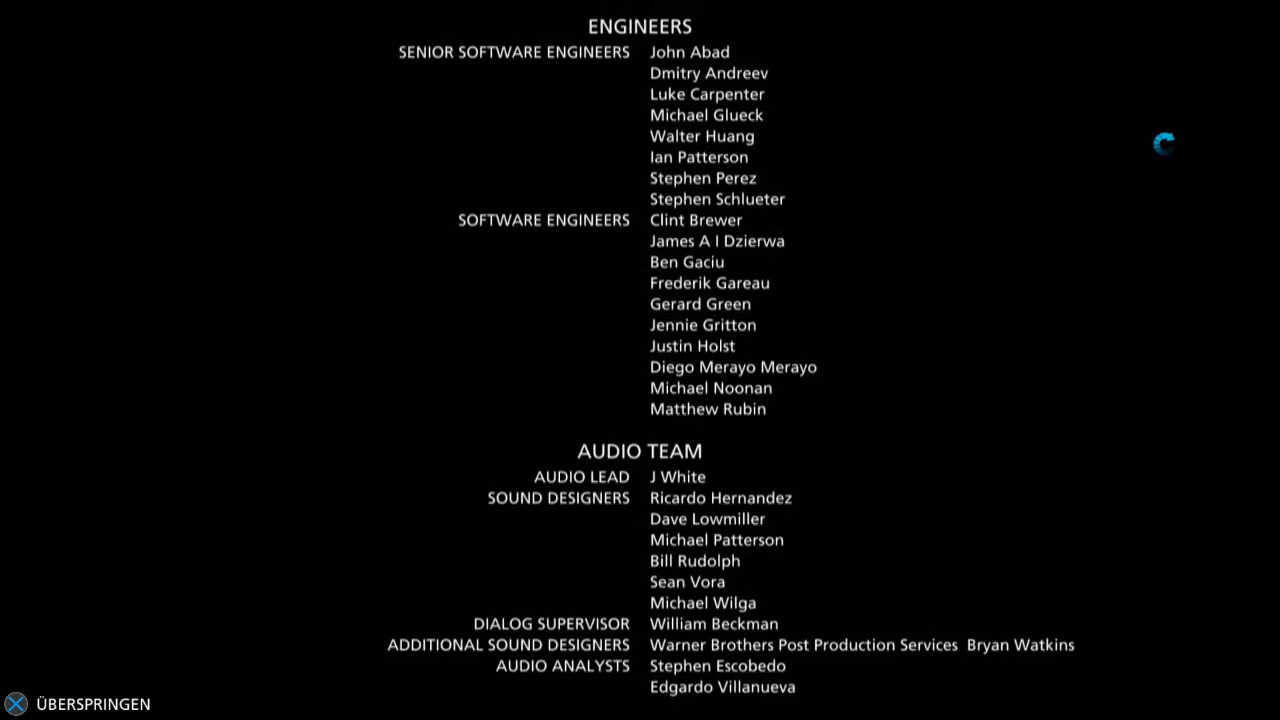 ENGINEERS
SENIOR SOFTWARE ENGINEERS John Abad
Dmitry Andreev
Luke Carpenter
Michael Glueck
Walter Huang
Ian Patterson
Stephen Perez
Stephen Schlueter
SOFTWARE ENGINEERS Clint Brewer
James A I Dzierwa
Ben Gaciu
Frederik Gareau
Gerard Green
Jennie Gritton
Justin Holst
Diego Merayo Merayo
Michael Noonan
Matthew Rubin
AUDIO TEAM
AUDIO LEAD J White
SOUND DESIGNERS Ricardo Hernandez
Dave Lowmiller
Michael Patterson
Bill Rudolph
Sean Vora
Michael Wilga
DIALOG SUPERVISOR William Beckman
ADDITIONAL SOUND DESIGNERS Warner Brothers Post Production Services Bryan Watkins
AUDIO ANALYSTS Stephen Escobedo
Edgardo Villanueva
ÜBERSPRINGEN